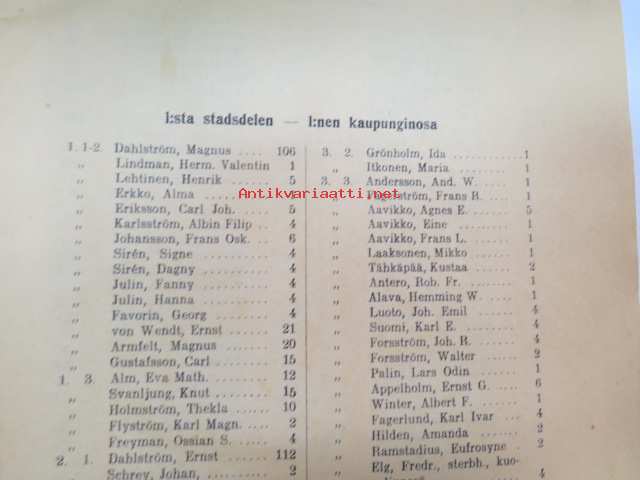 I:sta stadsdelen — I:nen kaupunginosa
1. 1-2. Dahlström, Magnus .... 106
„ Lindman, Herm. Valentin 1
„ Lehtinen, Henrik ...... 5
„ Erkko, Alma
„ Eriksson, Carl Joh. .... 5
„ Karlsström, Albin Filip .. 4
„ Johansson, Frans Osk. .. 6
„ Sirén, Signe .......... 4
„ Sirén, Dagny .......... 4
„ Julin, Fanny .......... 4
„ Julin, Hanna .......... 4
„ Favorin, Georg ........ 4
„ von Wendt, Ernst ...... 21
„ Armfelt, Magnus ...... 20
„ Gustafsson, Carl ...... 15
1. 3. Alm, Eva Math. ........ 12
„ Svanljung, Knut ...... 15
„ Holmström, Thekla .... 10
„ Flyström, Karl Magn. .. 2
„ Freyman, Ossian S. .... 4
2. 1. Dahlström, Ernst ...... 112
„ Schrey, Johan, ........ 2
3. 2. Grönholm, Ida .......... 1
„ Itkonen, Maria ........ 1
3. 3. Andersson, And. W. .... 1
„ Fagerström, Frans R. .. 1
„ Aavikko, Agnes E. ...... 5
„ Aavikko, Eine ........ 1
„ Aavikko, Frans L. ...... 1
„ Laaksonen, Mikko ...... 1
„ Tähkäpää, Kustaa ...... 2
„ Antero, Rob. Fr. ...... 1
„ Alava, Hemming W. .... 1
„ Luoto, Joh. Emil ...... 4
„ Suomi, Karl E. ........ 4
„ Forsström, Joh. R. .... 4
„ Forsström, Walter .... 2
„ Palin, Lars Odin ...... 1
„ Appelholm, Ernst G. .... 6
„ Winter, Albert F. ...... 1
„ Fagerlund, Karl Ivar .. 4
„ Hilden, Amanda ........ 2
„ Ramstadius, Eufrosyne . 2
„ Elg, Fredr., sterbh., kuo-
4
Antikvariaatti.net